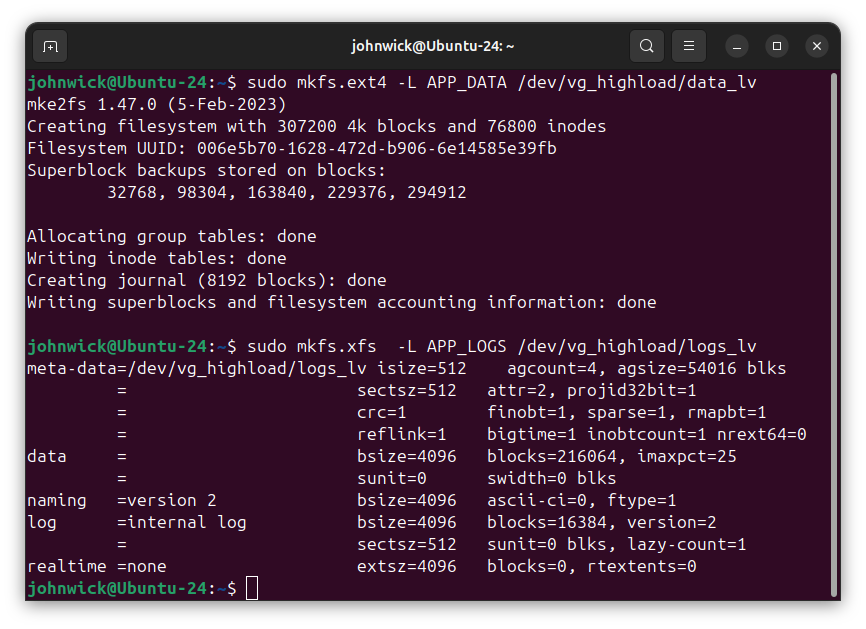 johnwick@Ubuntu-24: ~
johnwick@Ubuntu-24:~$ sudo mkfs.ext4 -L APP_DATA /dev/vg_highload/data_lv
mke2fs 1.47.0 (5-Feb-2023)
Creating filesystem with 307200 4k blocks and 76800 inodes
Filesystem UUID: 006e5b70-1628-472d-b906-6e14585e39fb
Superblock backups stored on blocks:
        32768, 98304, 163840, 229376, 294912

Allocating group tables: done
Writing inode tables: done
Creating journal (8192 blocks): done
Writing superblocks and filesystem accounting information: done

johnwick@Ubuntu-24:~$ sudo mkfs.xfs  -L APP_LOGS /dev/vg_highload/logs_lv
meta-data=/dev/vg_highload/logs_lv isize=512    agcount=4, agsize=54016 blks
         =                       sectsz=512   attr=2, projid32bit=1
         =                       crc=1        finobt=1, sparse=1, rmapbt=1
         =                       reflink=1    bigtime=1 inobtcount=1 nrext64=0
data     =                       bsize=4096   blocks=216064, imaxpct=25
         =                       sunit=0      swidth=0 blks
naming   =version 2              bsize=4096   ascii-ci=0, ftype=1
log      =internal log           bsize=4096   blocks=16384, version=2
         =                       sectsz=512   sunit=0 blks, lazy-count=1
realtime =none                   extsz=4096   blocks=0, rtextents=0
johnwick@Ubuntu-24:~$